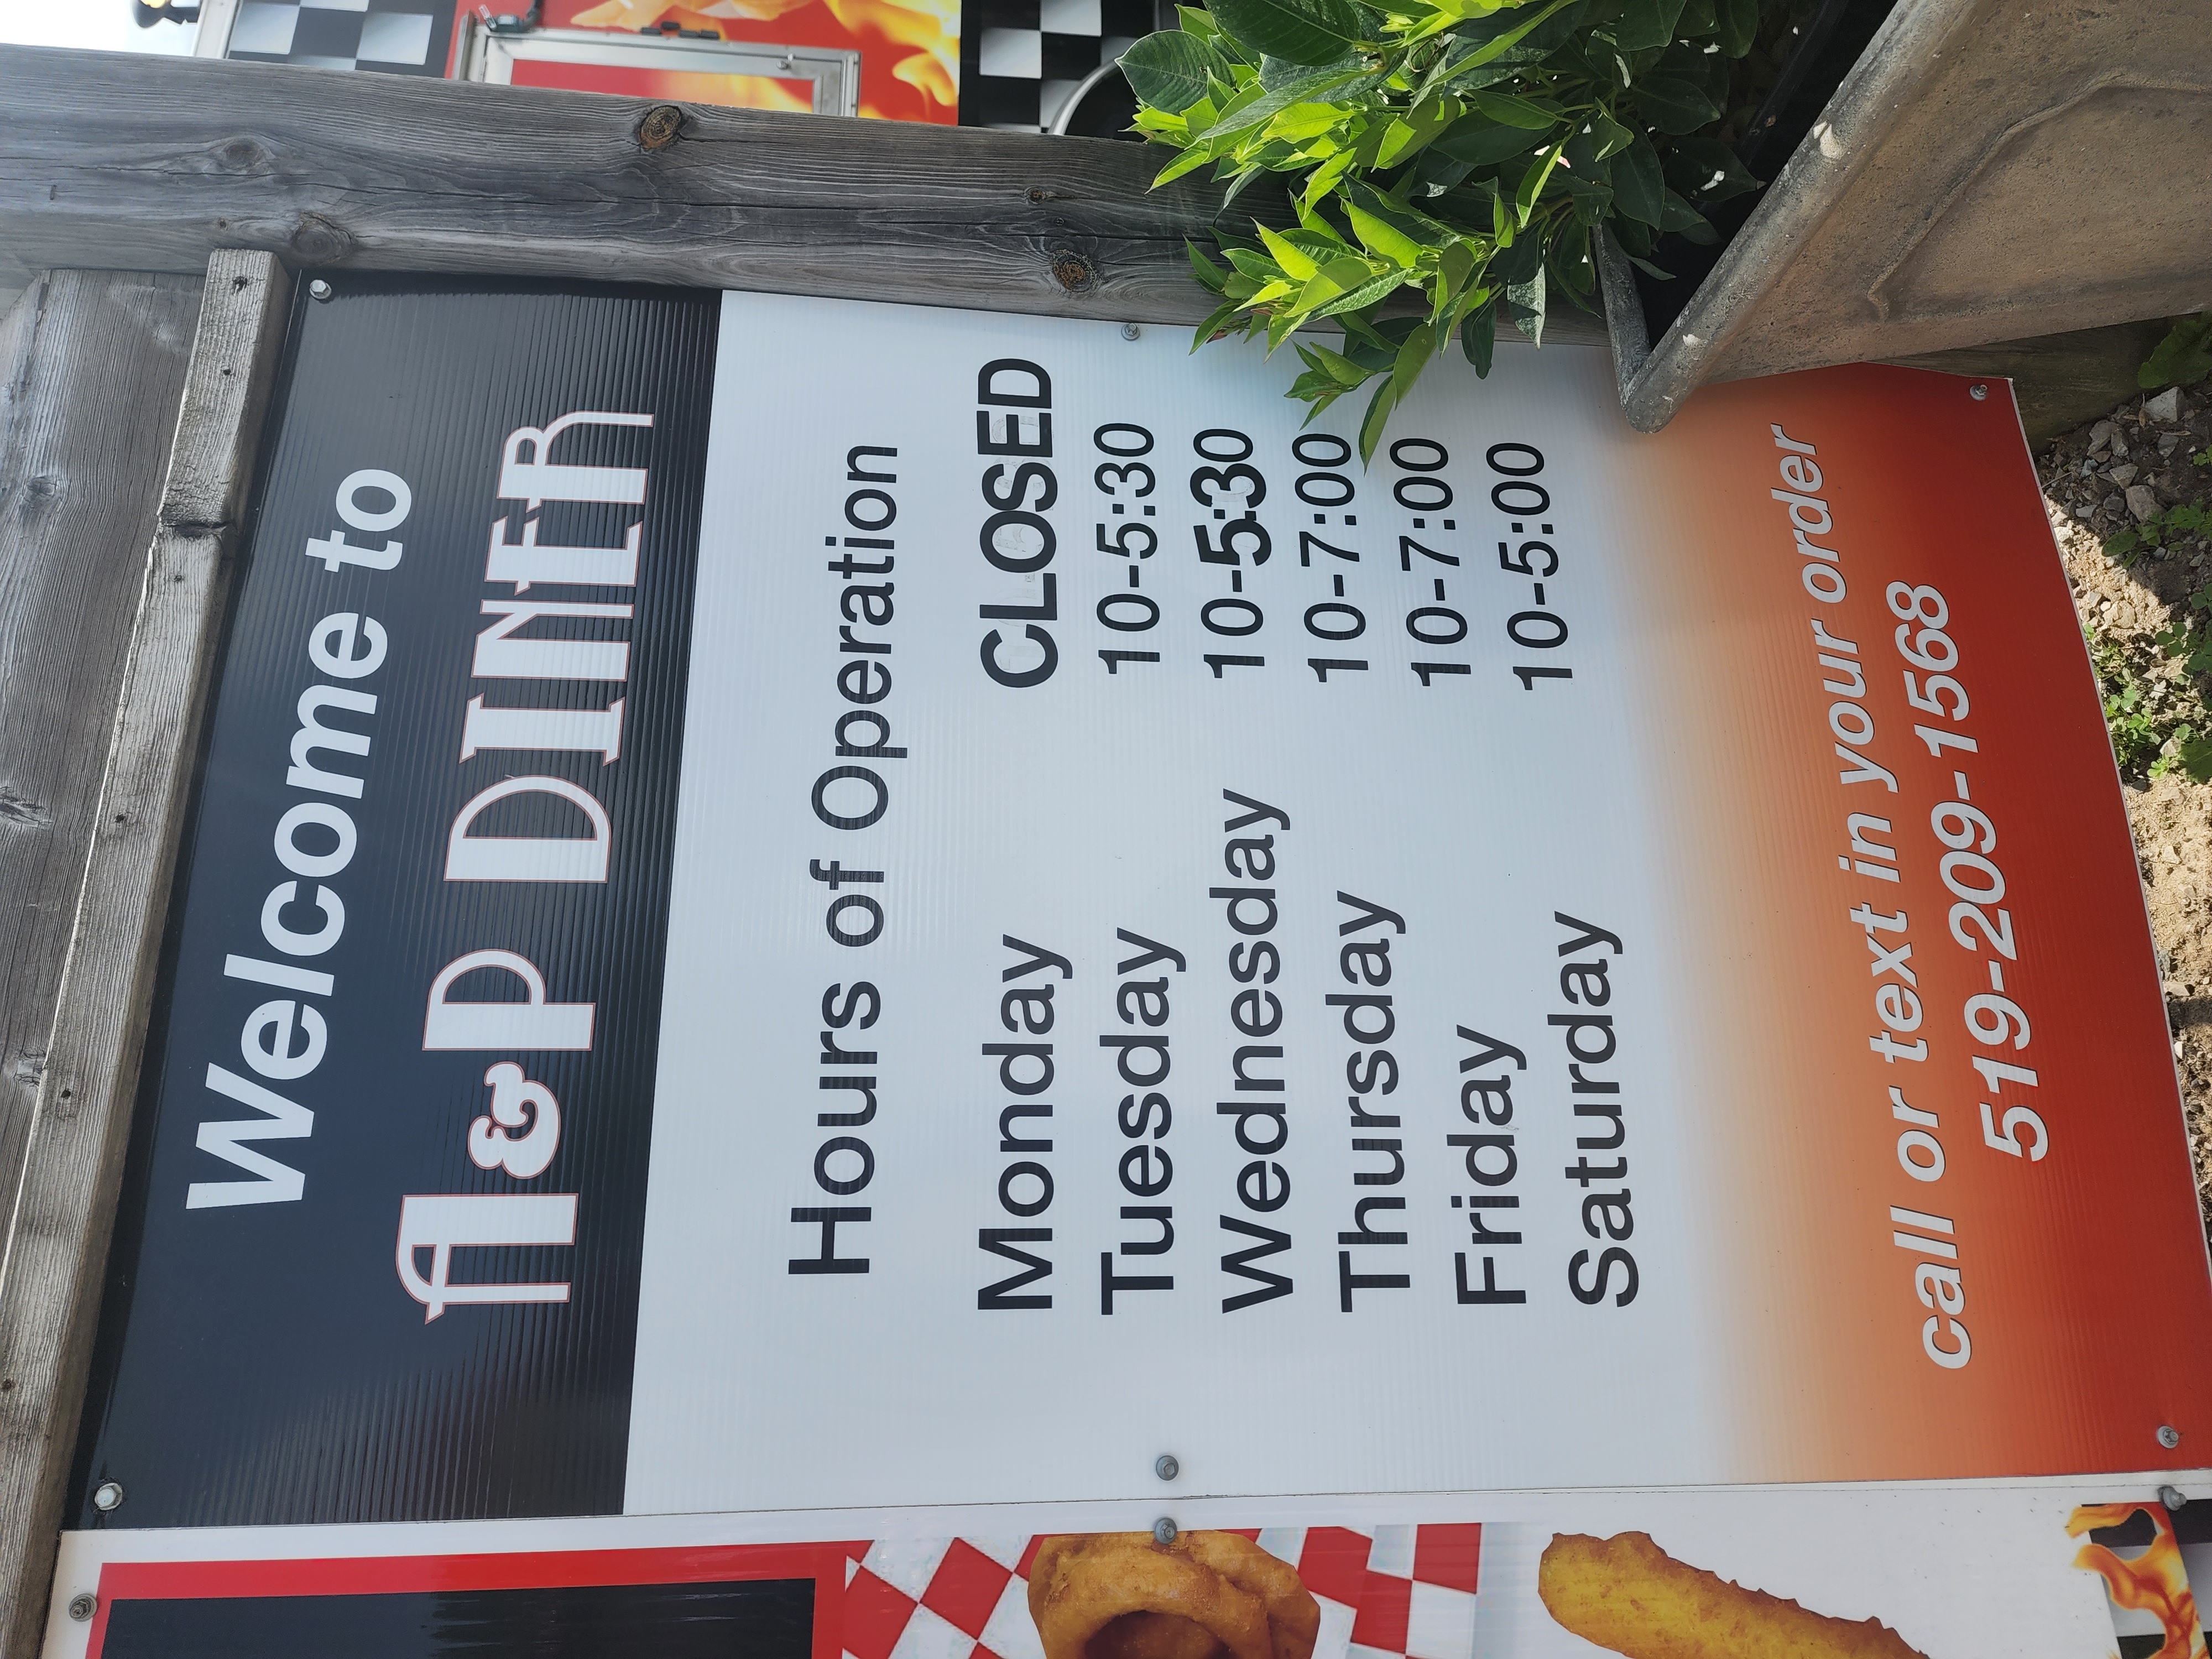 Welcome to
A&P DINER
Hours of Operation
Monday CLOSED
Tuesday 10-5:30
Wednesday 10-5:30
Thursday 10-7:00
Friday 10-7:00
Saturday 10-5:00
call or text in your order
519-209-1568